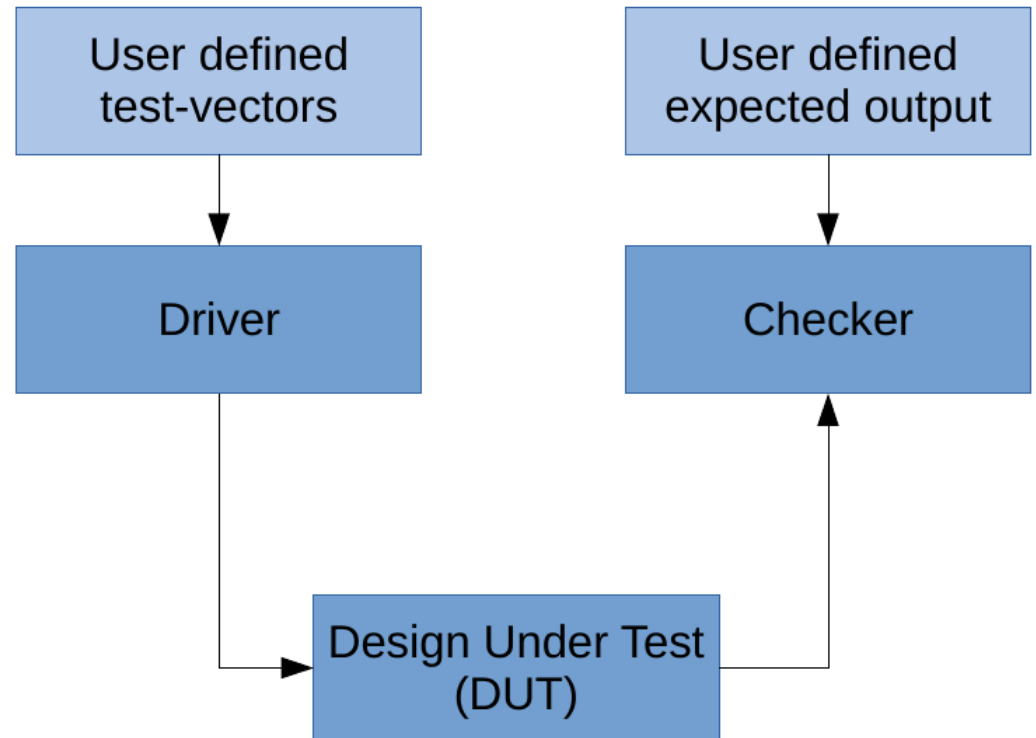 User defined
test-vectors
User defined
expected output
Driver
Checker
Design Under Test
(DUT)